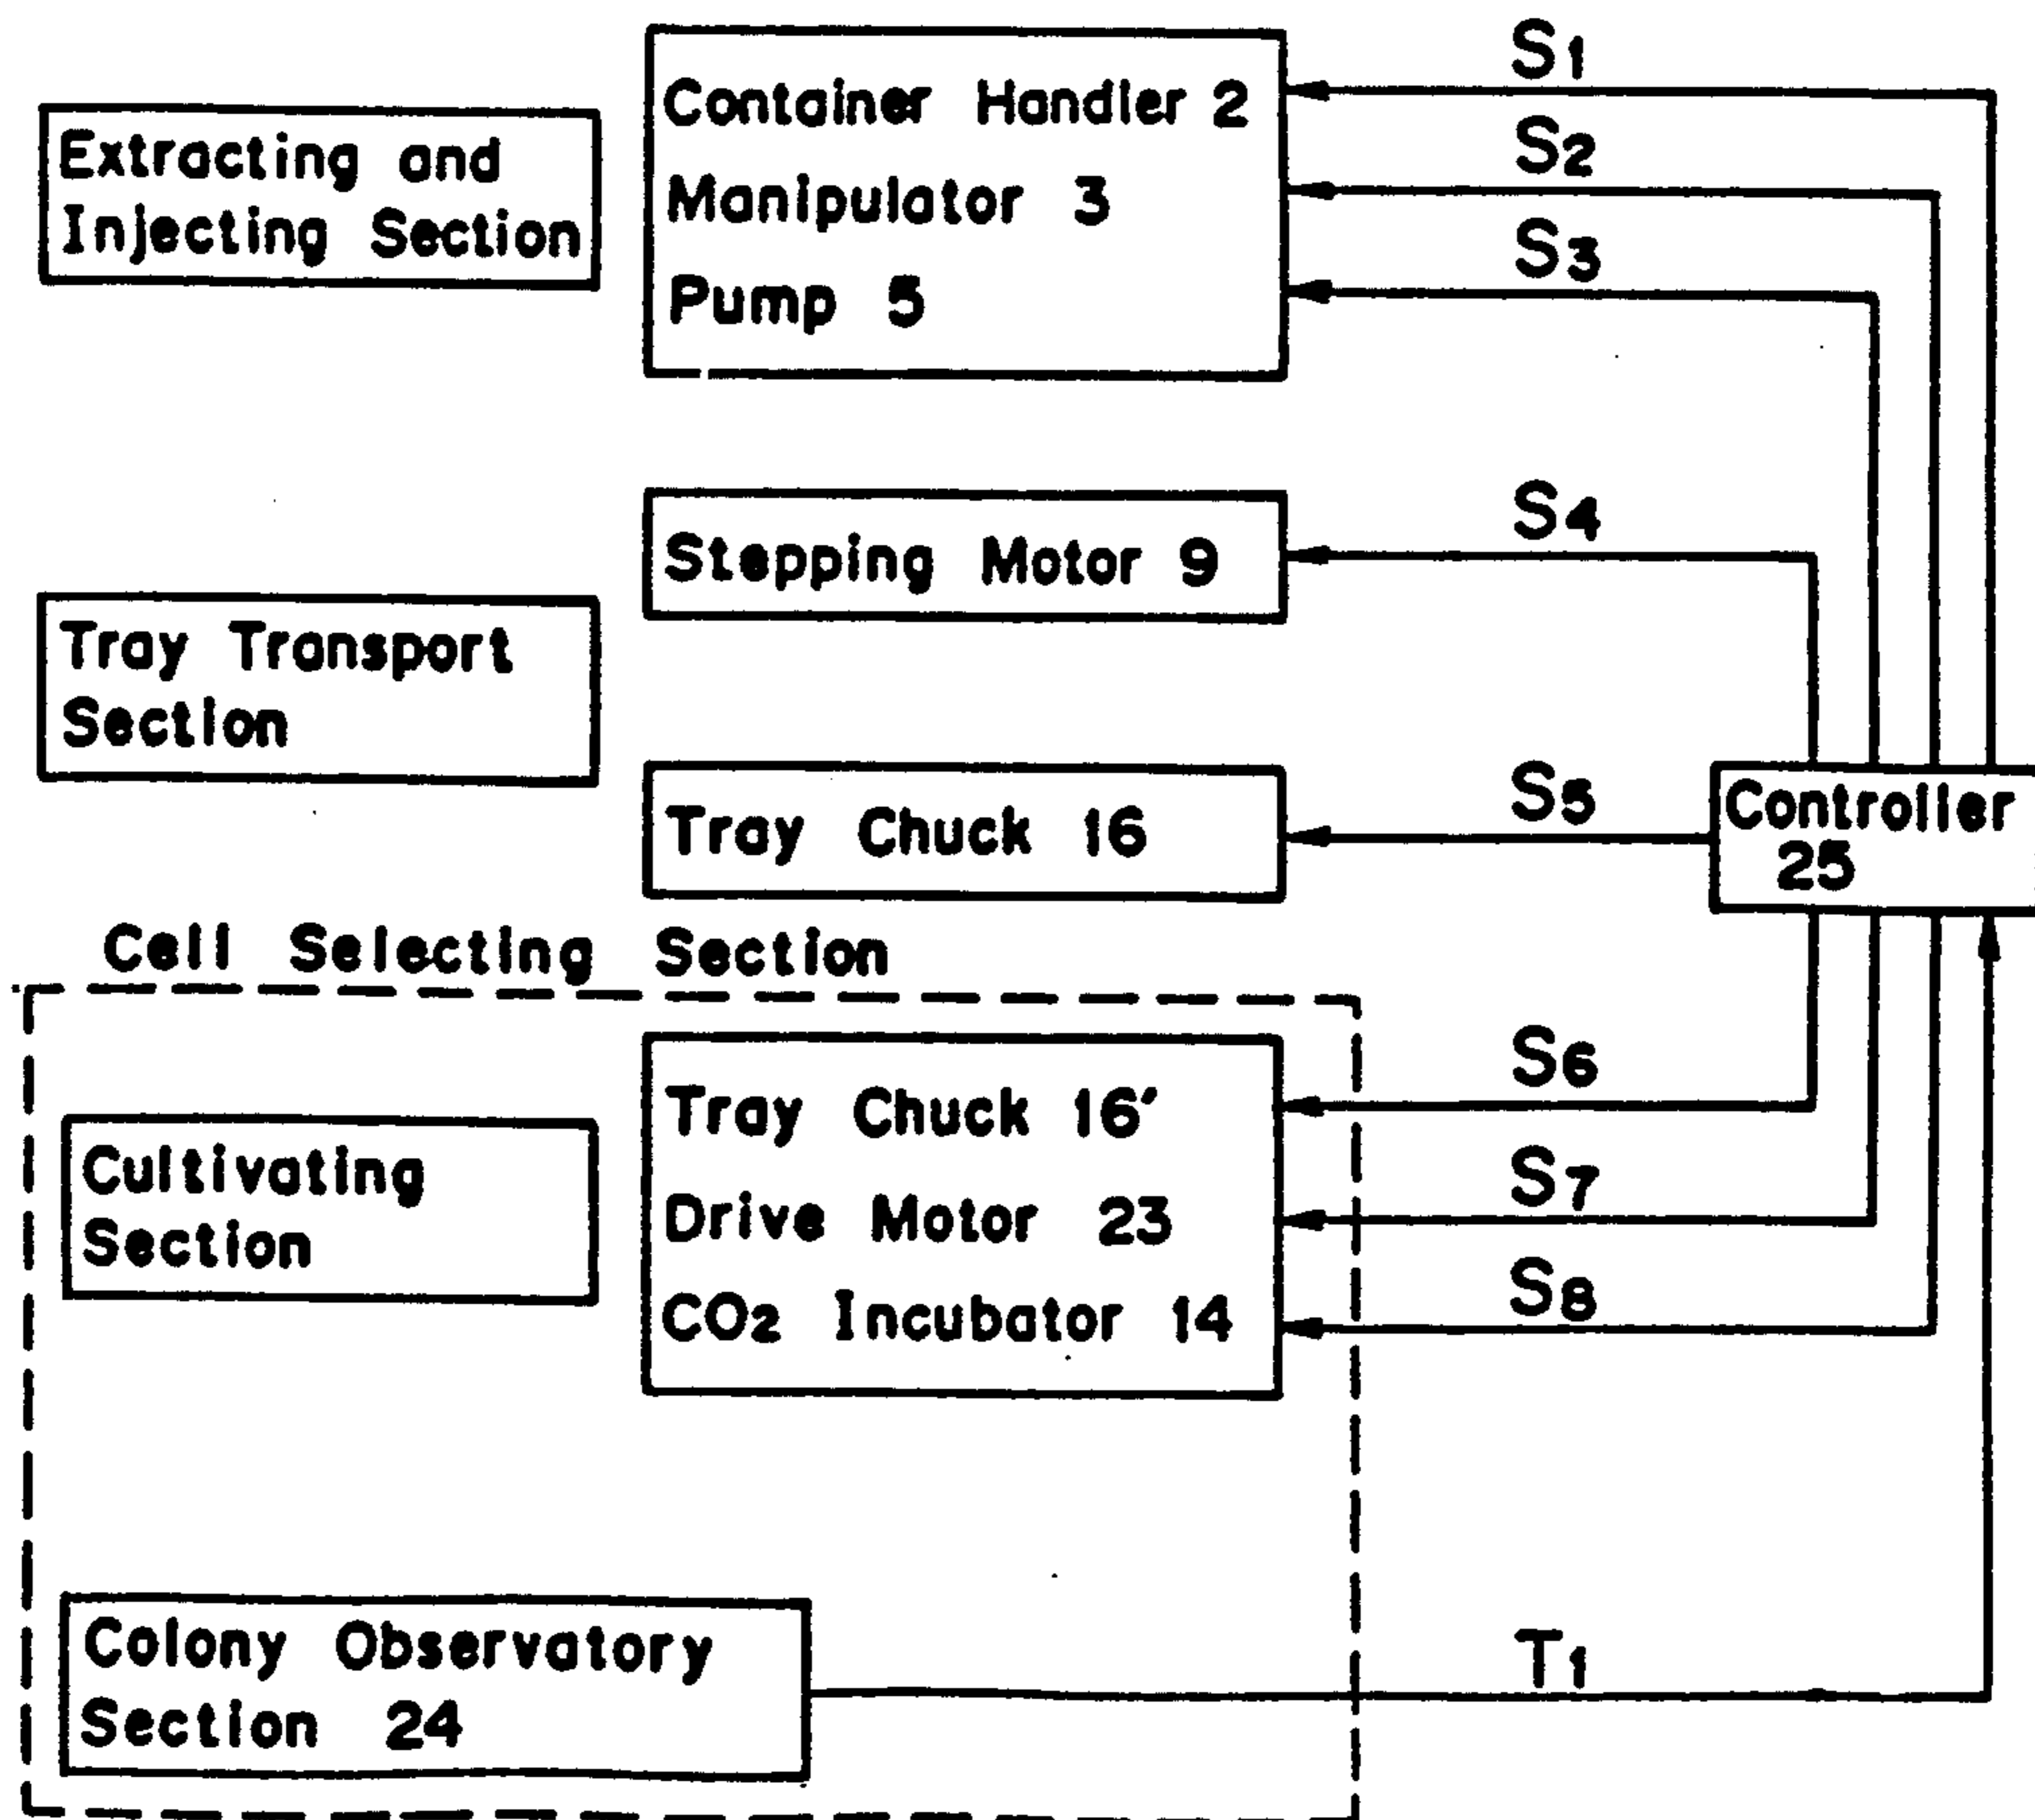 Extracting and
Injecting Section
Container Handler 2
Manipulator 3
Pump 5
S1
S2
S3
Tray Transport
Section
Stepping Motor 9
S4
Tray Chuck 16
S5
Controller
25
Cell Selecting Section
Cultivating
Section
Tray Chuck 16′
Drive Motor 23
CO2 Incubator 14
S6
S7
S8
Colony Observatory
Section 24
T1